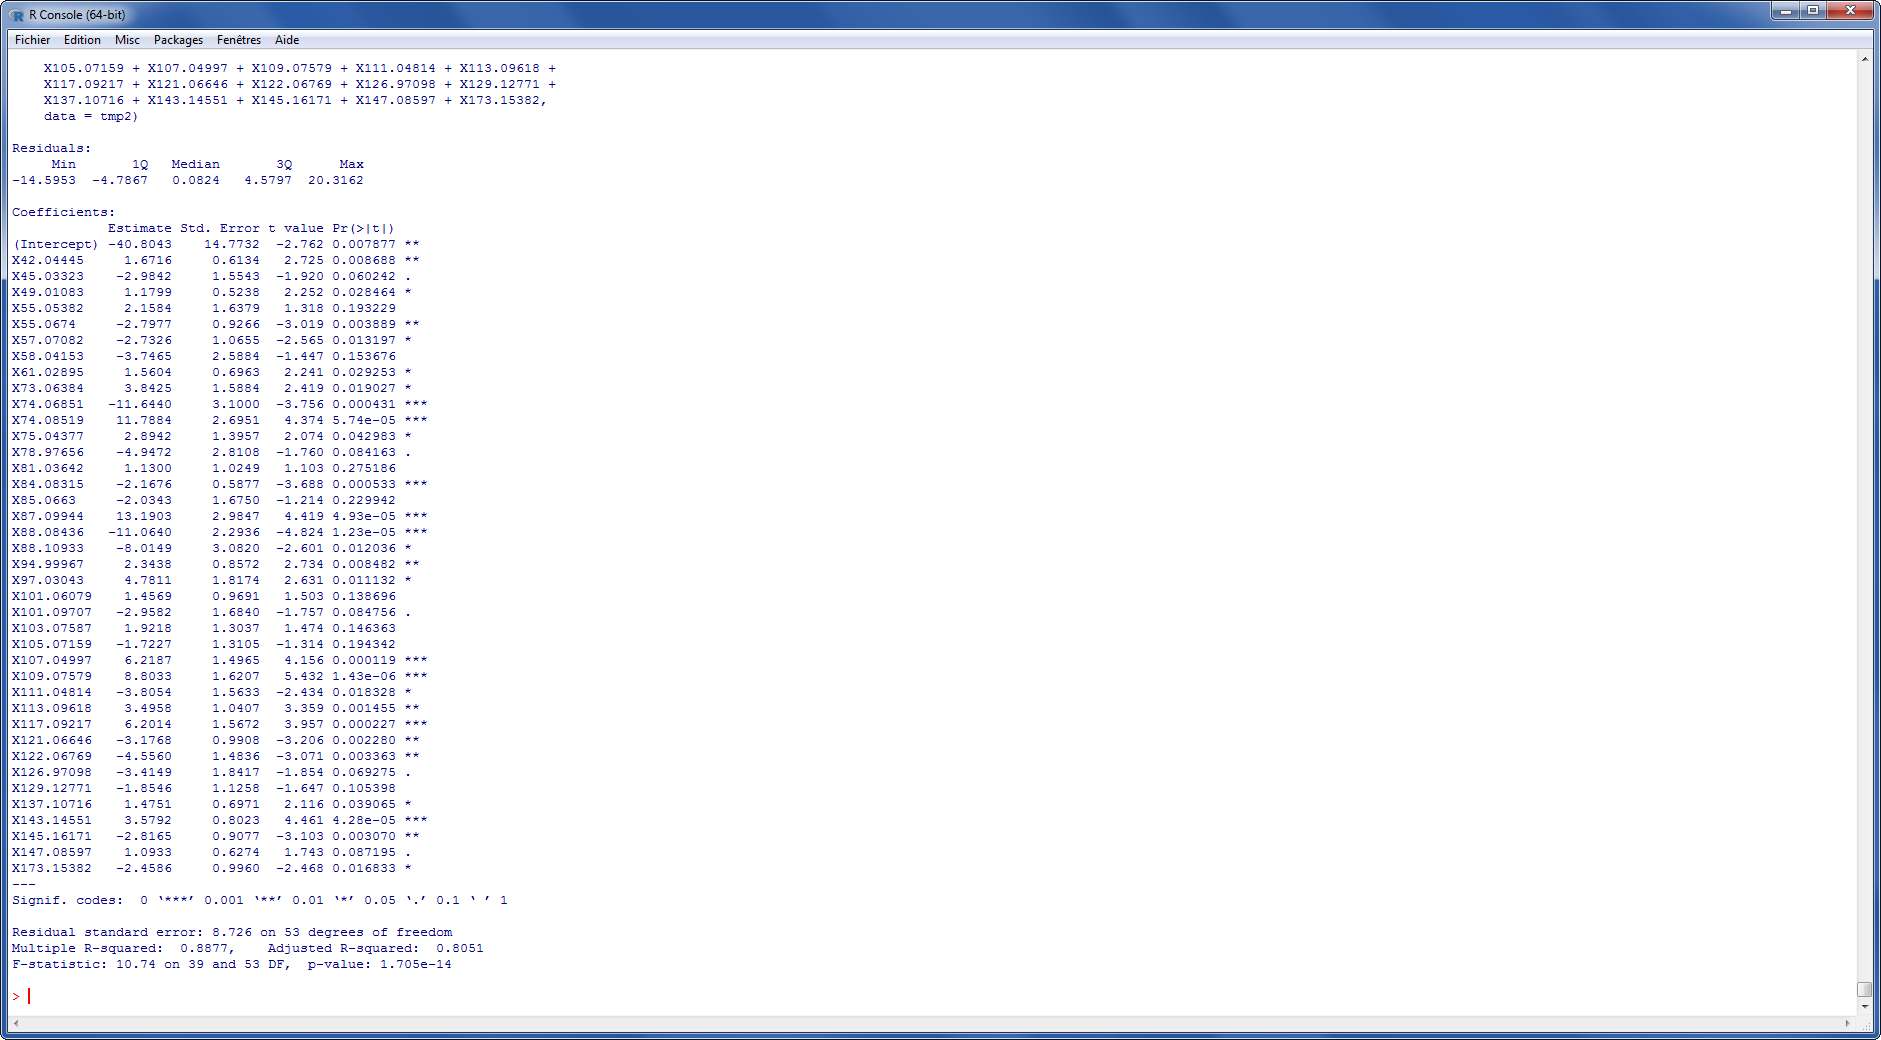 R Console (64-bit)
Fichier Edition Misc Packages Fenêtres Aide
    X105.07159 + X107.04997 + X109.07579 + X111.04814 + X113.09618 +
    X117.09217 + X121.06646 + X122.06769 + X126.97098 + X129.12771 +
    X137.10716 + X143.14551 + X145.16171 + X147.08597 + X173.15382,
    data = tmp2)
Residuals:
     Min       1Q   Median       3Q      Max
-14.5953  -4.7867   0.0824   4.5797  20.3162
Coefficients:
            Estimate Std. Error t value Pr(>|t|)
(Intercept) -40.8043    14.7732  -2.762 0.007877 **
X42.04445     1.6716     0.6134   2.725 0.008688 **
X45.03323    -2.9842     1.5543  -1.920 0.060242 .
X49.01083     1.1799     0.5238   2.252 0.028464 *
X55.05382     2.1584     1.6379   1.318 0.193229
X55.0674     -2.7977     0.9266  -3.019 0.003889 **
X57.07082    -2.7326     1.0655  -2.565 0.013197 *
X58.04153    -3.7465     2.5884  -1.447 0.153676
X61.02895     1.5604     0.6963   2.241 0.029253 *
X73.06384     3.8425     1.5884   2.419 0.019027 *
X74.06851   -11.6440     3.1000  -3.756 0.000431 ***
X74.08519    11.7884     2.6951   4.374 5.74e-05 ***
X75.04377     2.8942     1.3957   2.074 0.042983 *
X78.97656    -4.9472     2.8108  -1.760 0.084163 .
X81.03642     1.1300     1.0249   1.103 0.275186
X84.08315    -2.1676     0.5877  -3.688 0.000533 ***
X85.0663     -2.0343     1.6750  -1.214 0.229942
X87.09944    13.1903     2.9847   4.419 4.93e-05 ***
X88.08436   -11.0640     2.2936  -4.824 1.23e-05 ***
X88.10933    -8.0149     3.0820  -2.601 0.012036 *
X94.99967     2.3438     0.8572   2.734 0.008482 **
X97.03043     4.7811     1.8174   2.631 0.011132 *
X101.06079    1.4569     0.9691   1.503 0.138696
X101.09707   -2.9582     1.6840  -1.757 0.084756 .
X103.07587    1.9218     1.3037   1.474 0.146363
X105.07159   -1.7227     1.3105  -1.314 0.194342
X107.04997    6.2187     1.4965   4.156 0.000119 ***
X109.07579    8.8033     1.6207   5.432 1.43e-06 ***
X111.04814   -3.8054     1.5633  -2.434 0.018328 *
X113.09618    3.4958     1.0407   3.359 0.001455 **
X117.09217    6.2014     1.5672   3.957 0.000227 ***
X121.06646   -3.1768     0.9908  -3.206 0.002280 **
X122.06769   -4.5560     1.4836  -3.071 0.003363 **
X126.97098   -3.4149     1.8417  -1.854 0.069275 .
X129.12771   -1.8546     1.1258  -1.647 0.105398
X137.10716    1.4751     0.6971   2.116 0.039065 *
X143.14551    3.5792     0.8023   4.461 4.28e-05 ***
X145.16171   -2.8165     0.9077  -3.103 0.003070 **
X147.08597    1.0933     0.6274   1.743 0.087195 .
X173.15382   -2.4586     0.9960  -2.468 0.016833 *
---
Signif. codes:  0 ‘***’ 0.001 ‘**’ 0.01 ‘*’ 0.05 ‘.’ 0.1 ‘ ’ 1
Residual standard error: 8.726 on 53 degrees of freedom
Multiple R-squared:  0.8877,    Adjusted R-squared:  0.8051
F-statistic: 10.74 on 39 and 53 DF,  p-value: 1.705e-14
>